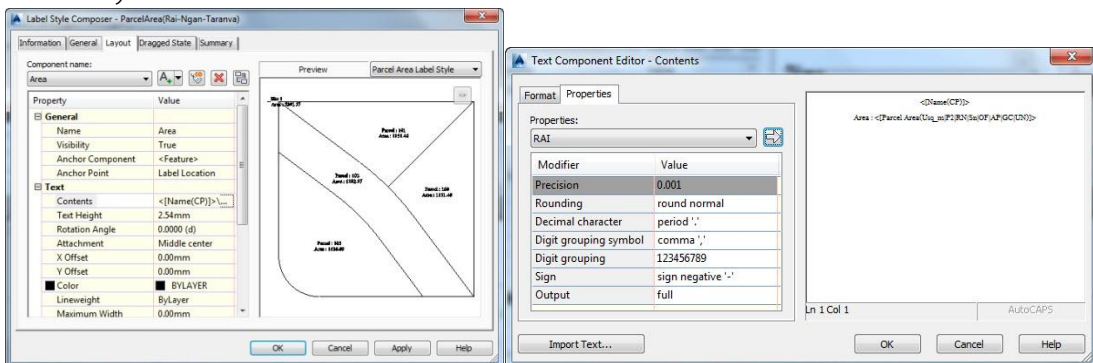 Label Style Composer - ParcelArea(Rai-Ngan-Taranva)
Information General Layout Dragged State Summary
Component name:
Area
Preview
Parcel Area Label Style
Property Value
General
Name Area
Visibility True
Anchor Component <Feature>
Anchor Point Label Location
Text
Contents <[Name(CP)]>\...
Text Height 2.54mm
Rotation Angle 0.0000 (d)
Attachment Middle center
X Offset 0.00mm
Y Offset 0.00mm
Color BYLAYER
Lineweight ByLayer
Maximum Width 0.00mm
OK Cancel Apply Help
Text Component Editor - Contents
Format Properties
Properties:
RAI
Modifier Value
Precision 0.001
Rounding round normal
Decimal character period '.'
Digit grouping symbol comma ','
Digit grouping 123456789
Sign sign negative '-'
Output full
<[Name(CP)]>
Area : <[Parcel Area(Usq_m|P2|RN|Sn|OF|AP|GC|UN)]>
Ln 1 Col 1
AutoCAPS
Import Text...
OK Cancel Help